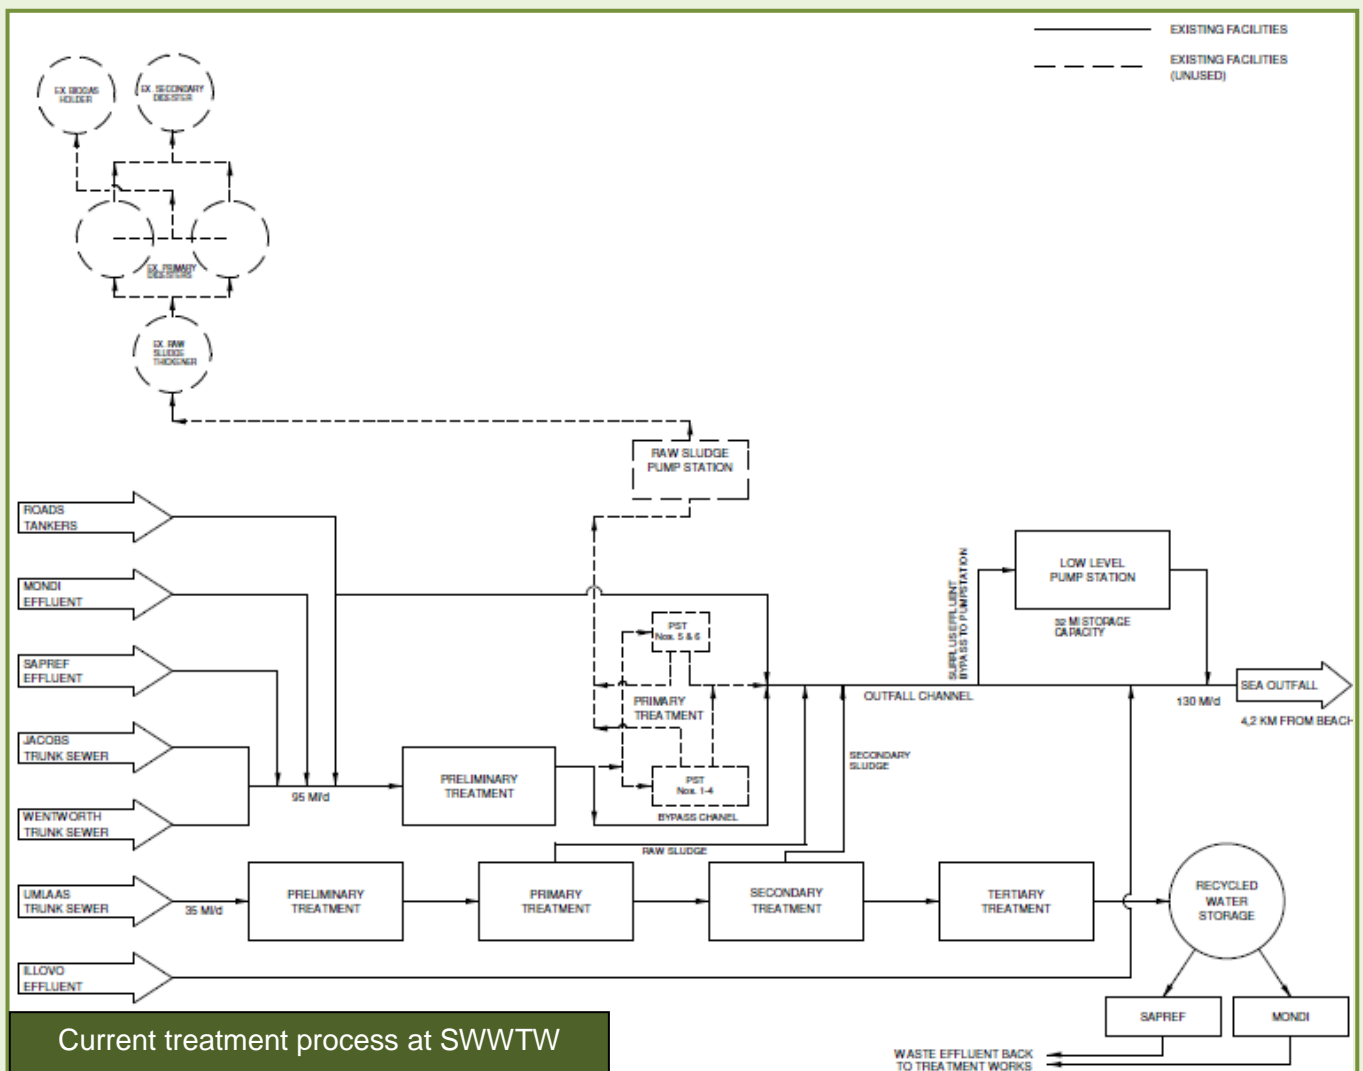 EXISTING FACILITIES
EXISTING FACILITIES
(UNUSED)
EX. BIOGAS
HOLDER
EX. SECONDARY
DIGESTER
EX. PRIMARY
DIGESTERS
EX. RAW
SLUDGE
THICKENER
RAW SLUDGE
PUMP STATION
ROADS
TANKERS
MONDI
EFFLUENT
SAPREF
EFFLUENT
JACOBS
TRUNK SEWER
WENTWORTH
TRUNK SEWER
UMLAAS
TRUNK SEWER
ILLOVO
EFFLUENT
95 Ml/d
35 Ml/d
PRELIMINARY
TREATMENT
PST
Nos. 5 & 6
PRIMARY
TREATMENT
PST
Nos. 1-4
BYPASS CHANEL
RAW SLUDGE
SECONDARY
SLUDGE
OUTFALL CHANNEL
SURPLUS EFFLUENT
BYPASS TO PUMPSTATION
LOW LEVEL
PUMP STATION
32 Ml STORAGE
CAPACITY
130 Ml/d
SEA OUTFALL
4,2 KM FROM BEACH
PRELIMINARY
TREATMENT
PRIMARY
TREATMENT
SECONDARY
TREATMENT
TERTIARY
TREATMENT
RECYCLED
WATER
STORAGE
SAPREF
MONDI
WASTE EFFLUENT BACK
TO TREATMENT WORKS
Current treatment process at SWWTW